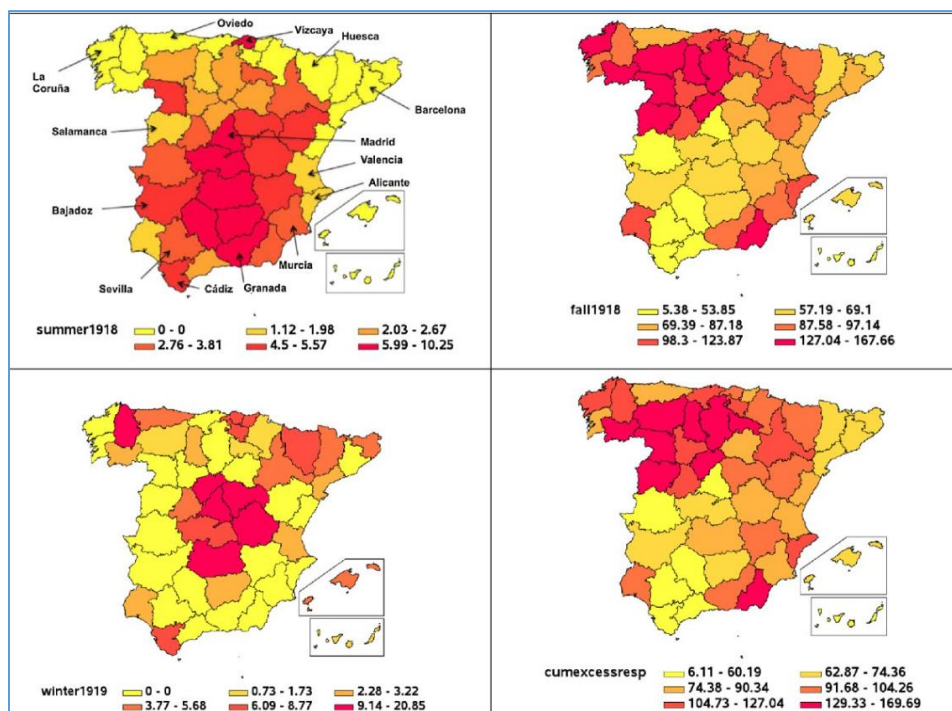 Oviedo
Vizcaya
Huesca
La
Coruña
Barcelona
Salamanca
Madrid
Valencia
Alicante
Bajadoz
Murcia
Sevilla
Cádiz
Granada
summer1918
0 - 0
1.12 - 1.98
2.03 - 2.67
2.76 - 3.81
4.5 - 5.57
5.99 - 10.25
fall1918
5.38 - 53.85
57.19 - 69.1
69.39 - 87.18
87.58 - 97.14
98.3 - 123.87
127.04 - 167.66
winter1919
0 - 0
0.73 - 1.73
2.28 - 3.22
3.77 - 5.68
6.09 - 8.77
9.14 - 20.85
cumexcessresp
6.11 - 60.19
62.87 - 74.36
74.38 - 90.34
91.68 - 104.26
104.73 - 127.04
129.33 - 169.69